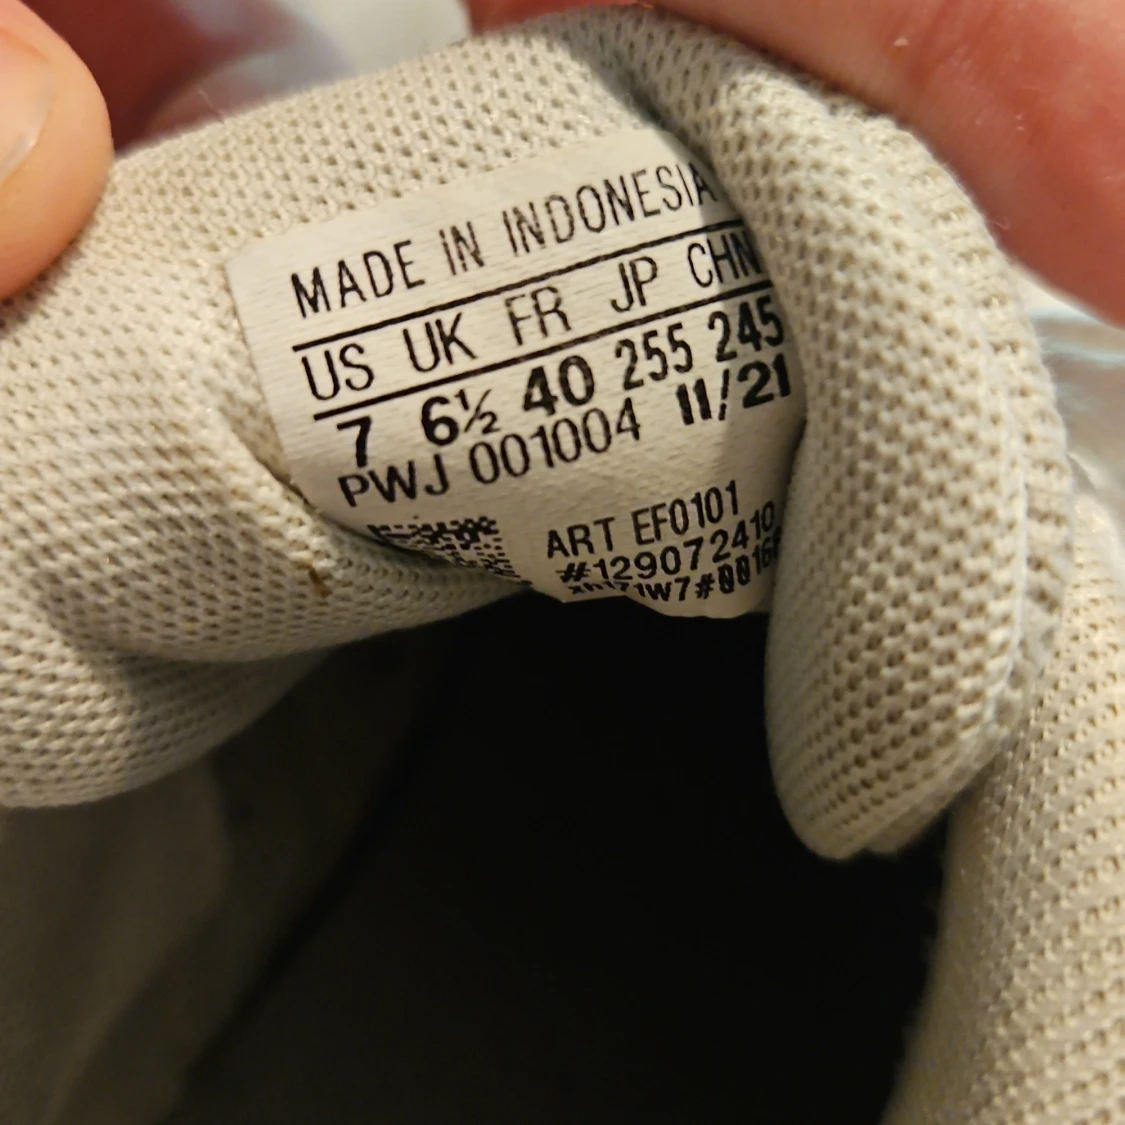 MADE IN INDONESIA
US UK FR JP CHN
7 6½ 40 255 245
PWJ 001004 11/21
ART EF0101
#129072410